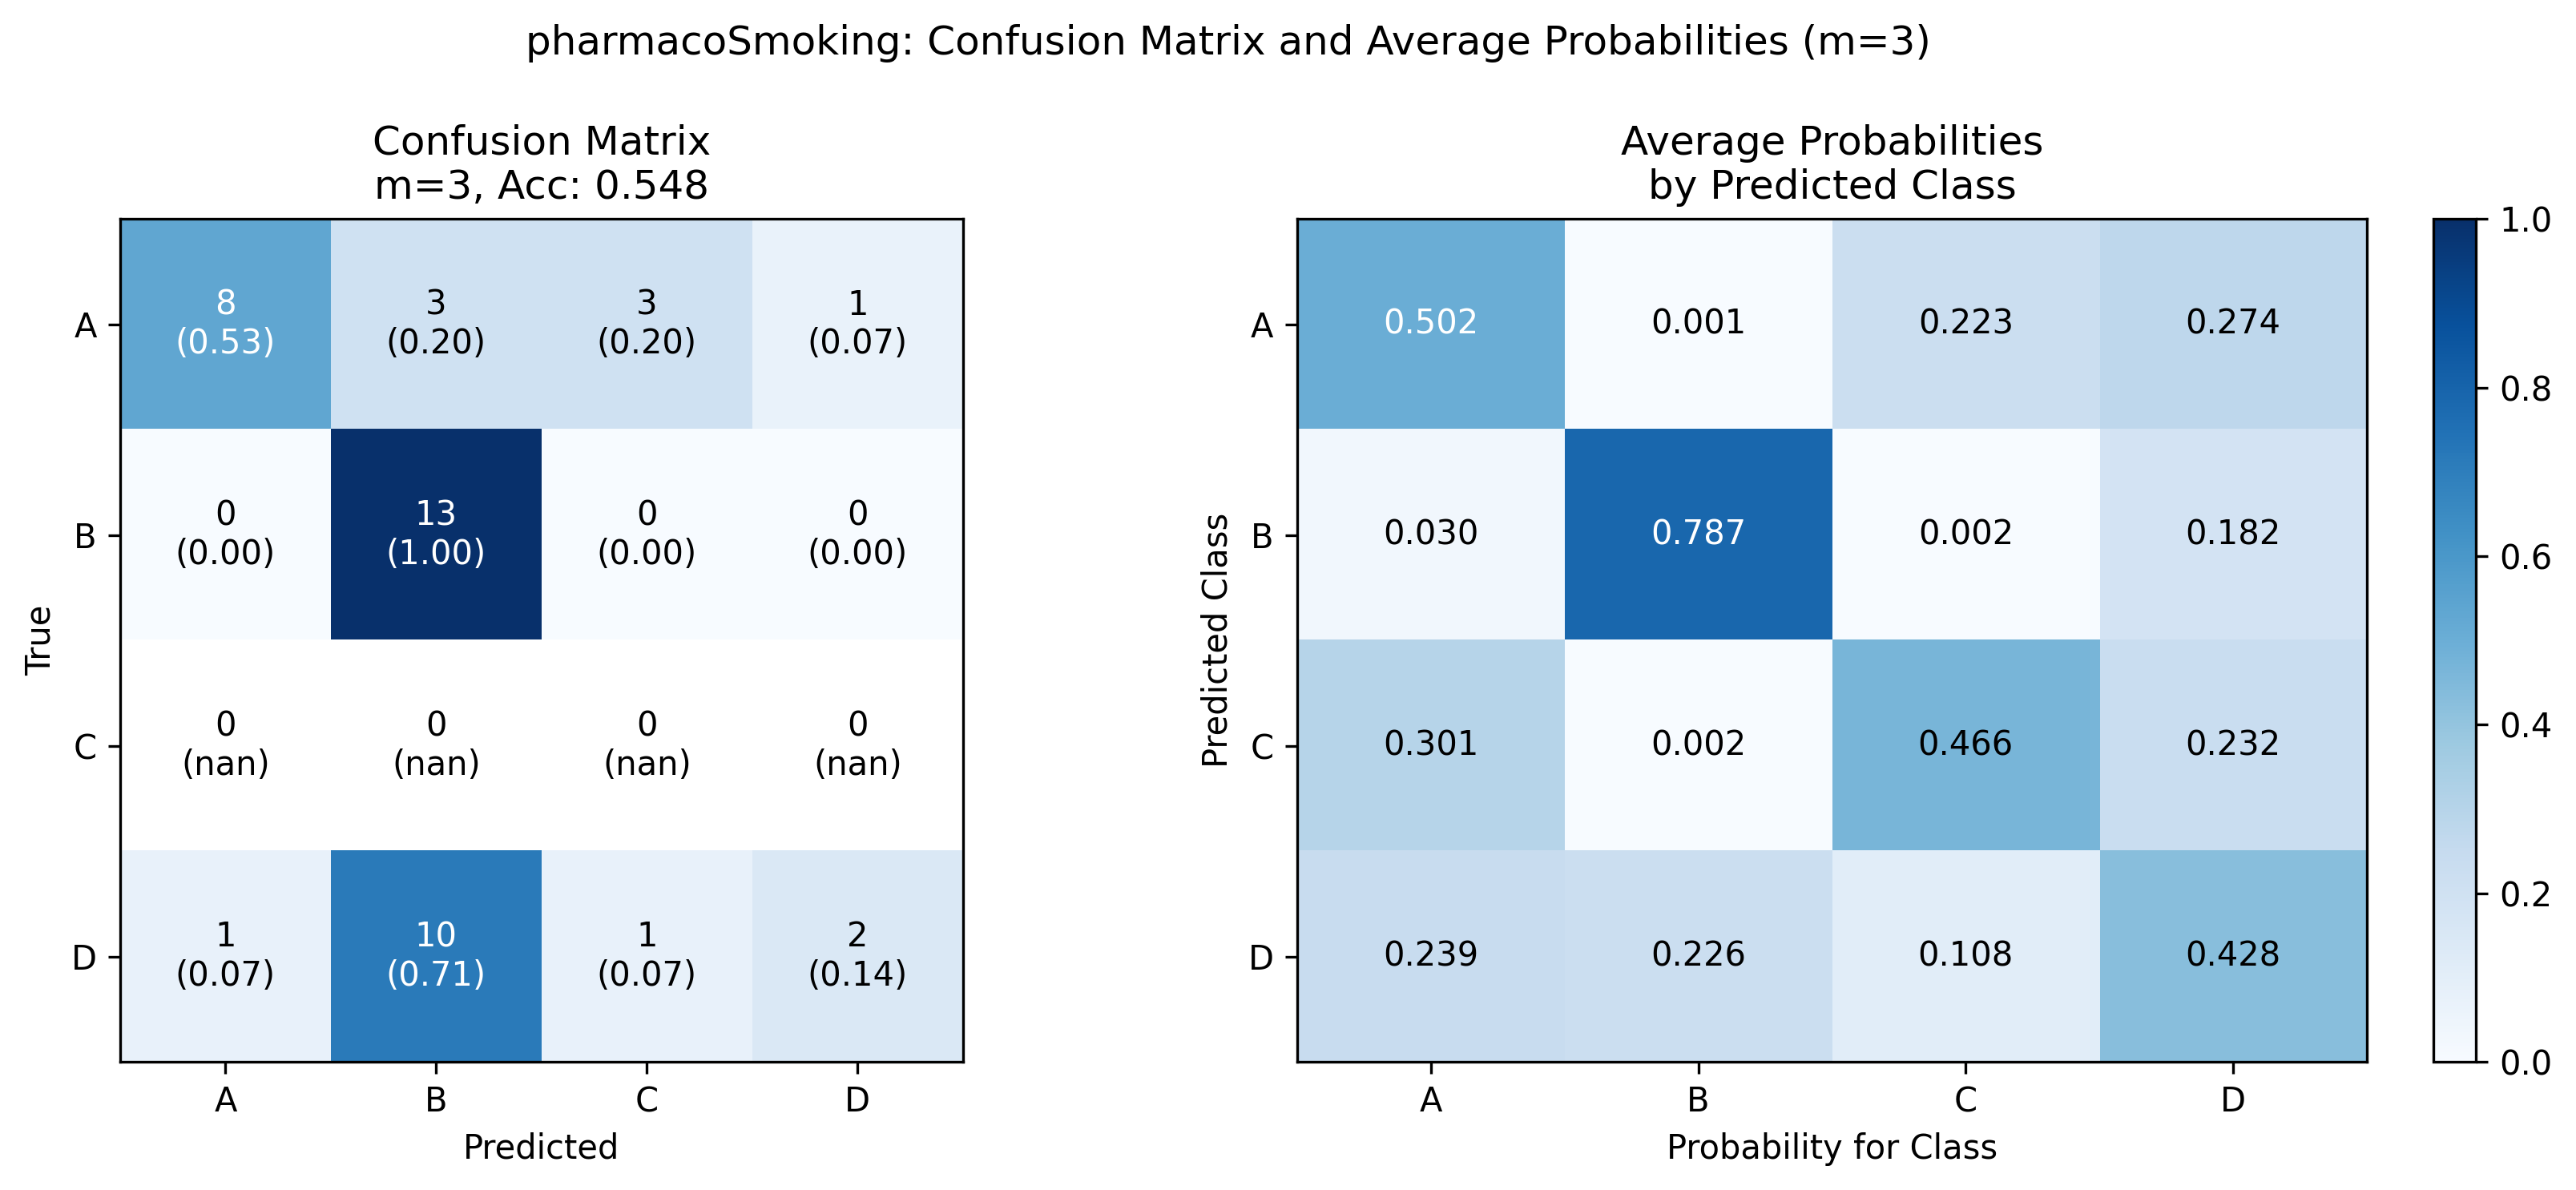 pharmacoSmoking: Confusion Matrix and Average Probabilities (m=3)
Confusion Matrix
m=3, Acc: 0.548
8 3 3 1
A (0.53) (0.20) (0.20) (0.07)
0 13 0 0
B (0.00) (1.00) (0.00) (0.00)
True
0 0 0 0
C (nan) (nan) (nan) (nan)
1 10 1 2
D (0.07) (0.71) (0.07) (0.14)
A B C D
Predicted
Average Probabilities
by Predicted Class
A 0.502 0.001 0.223 0.274
B 0.030 0.787 0.002 0.182
Predicted Class
C 0.301 0.002 0.466 0.232
D 0.239 0.226 0.108 0.428
A B C D
Probability for Class
1.0
0.8
0.6
0.4
0.2
0.0